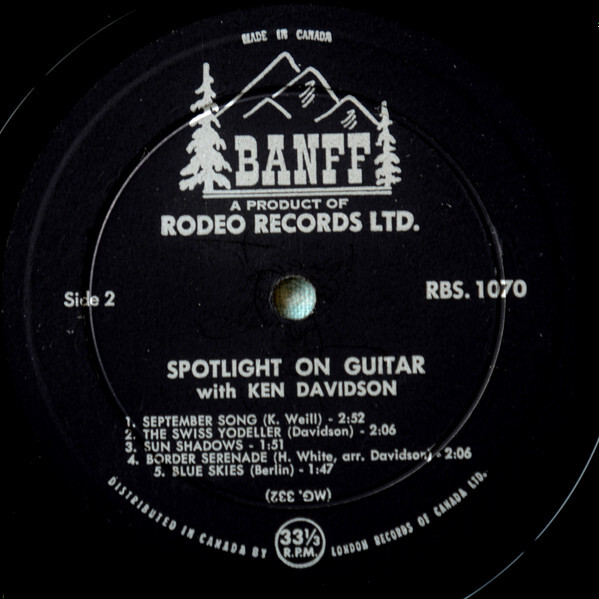 MADE IN CANADA
BANFF
A PRODUCT OF
RODEO RECORDS LTD.
Side 2
RBS. 1070
SPOTLIGHT ON GUITAR
with KEN DAVIDSON
1. SEPTEMBER SONG (K. Weill) - 2:52
2. THE SWISS YODELLER (Davidson) - 2:06
3. SUN SHADOWS - 1:51
4. BORDER SERENADE (H. White, arr. Davidson) - 2:06
5. BLUE SKIES (Berlin) - 1:47
(MG. 332)
DISTRIBUTED IN CANADA BY LONDON RECORDS OF CANADA LTD.
33 1/3
R.P.M.